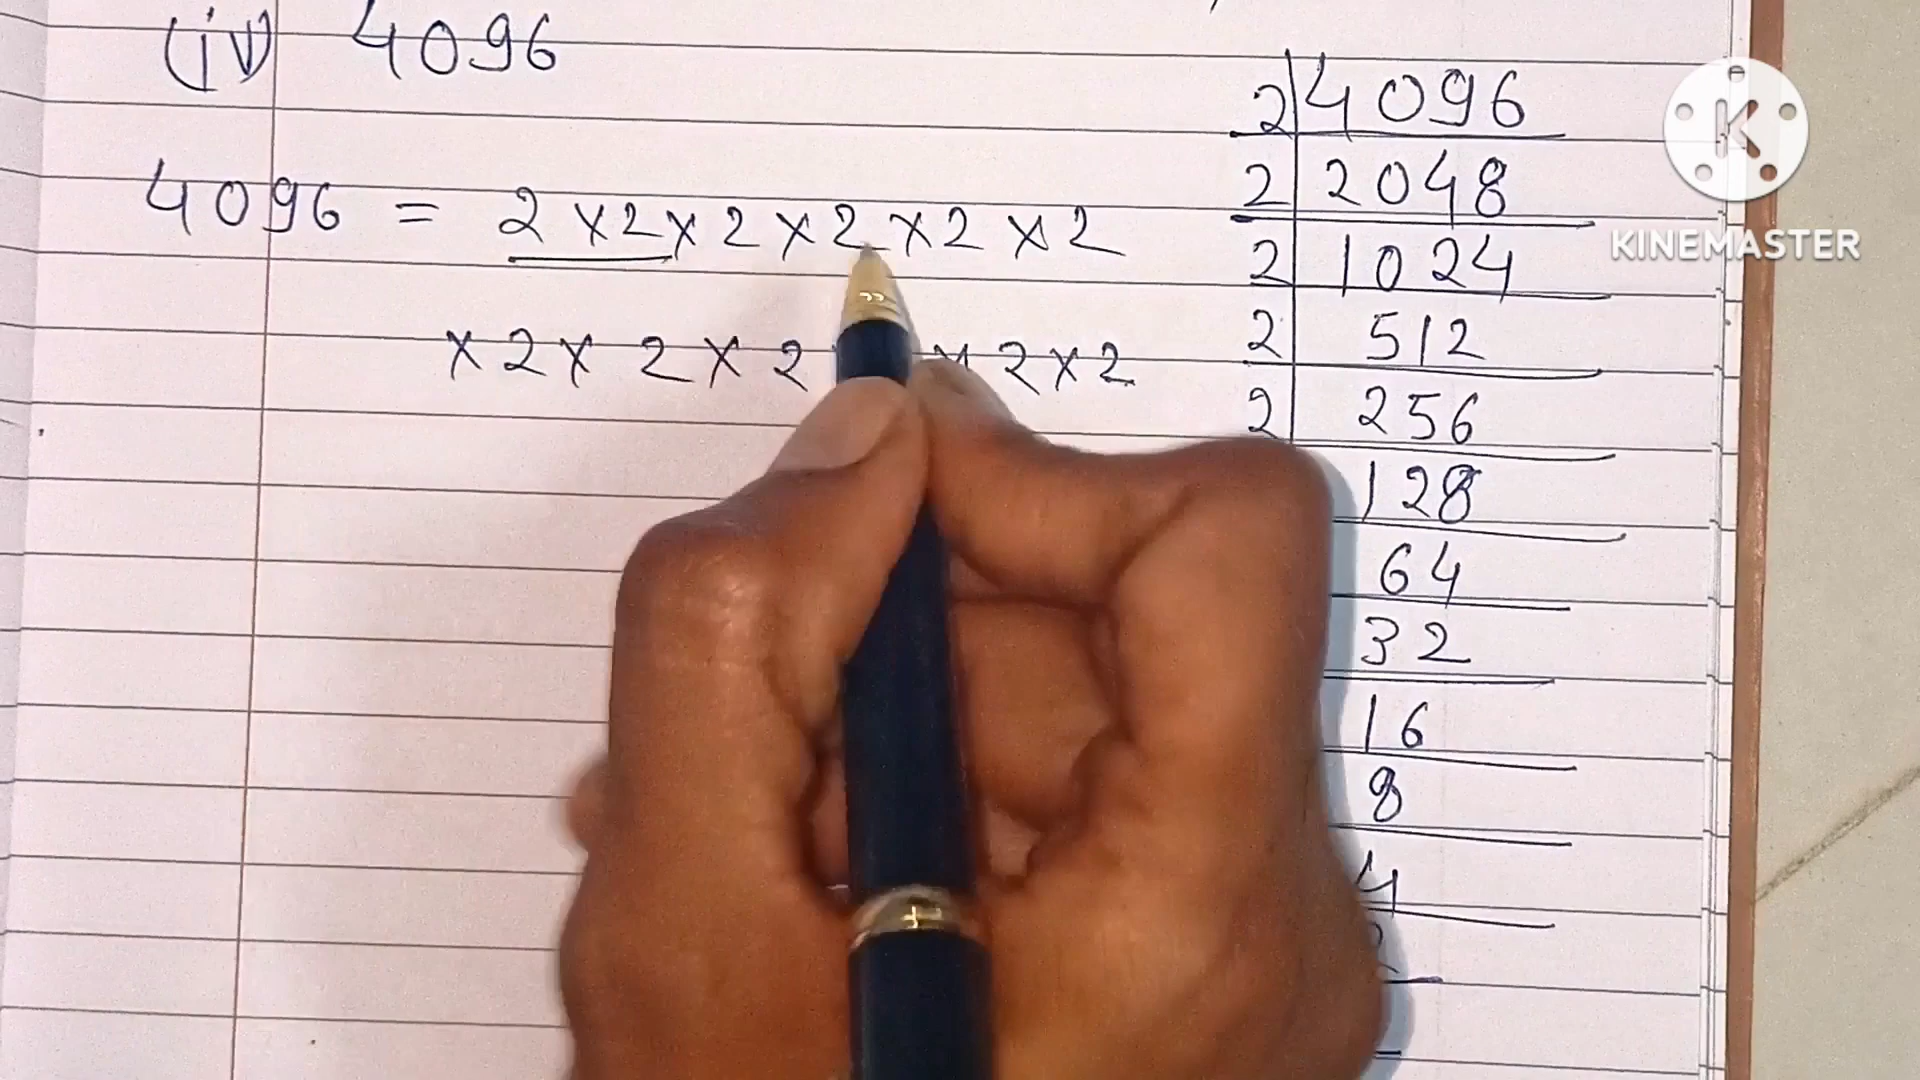 (iv) 4096
4096 = 2 × 2 × 2 × 2 × 2 × 2
× 2 × 2 × 2 × 2 × 2
2 4096
2 2048
2 1024
2 512
2 256
128
64
32
16
8
4
KINEMASTER